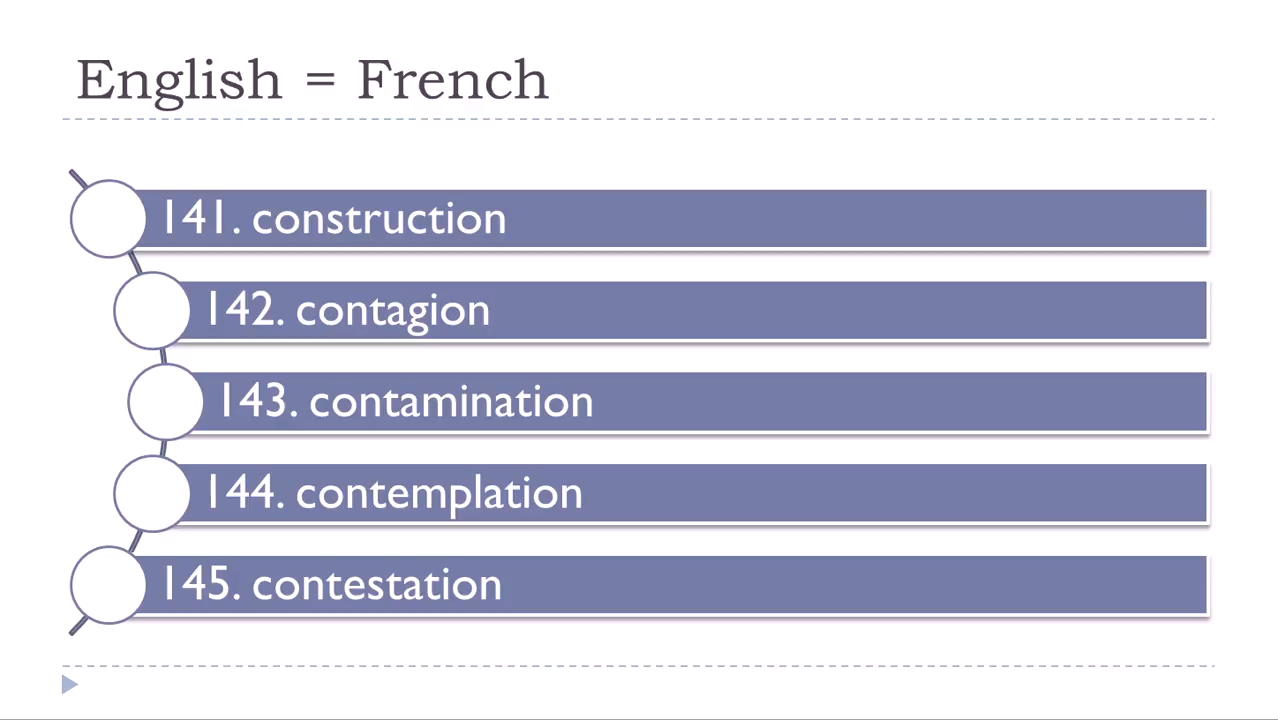 English = French
141. construction
142. contagion
143. contamination
144. contemplation
145. contestation